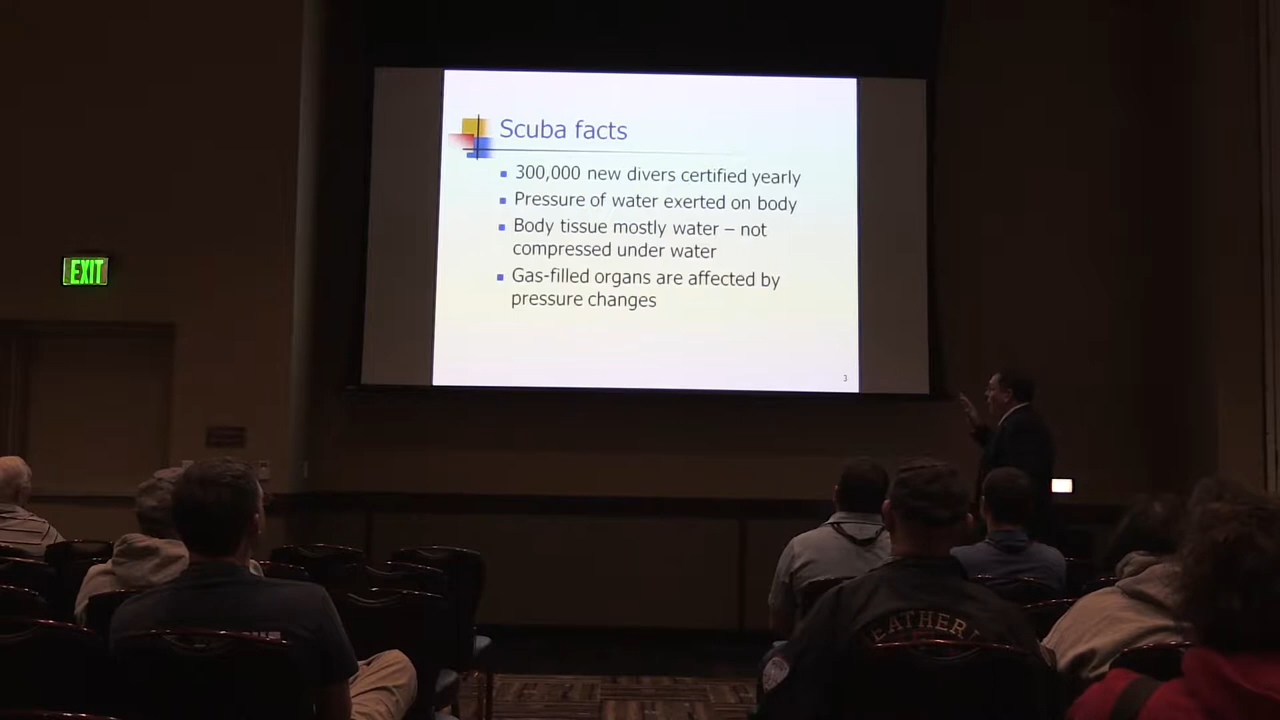 Scuba facts
300,000 new divers certified yearly
Pressure of water exerted on body
Body tissue mostly water – not
compressed under water
Gas-filled organs are affected by
pressure changes
3
EXIT
EATHER